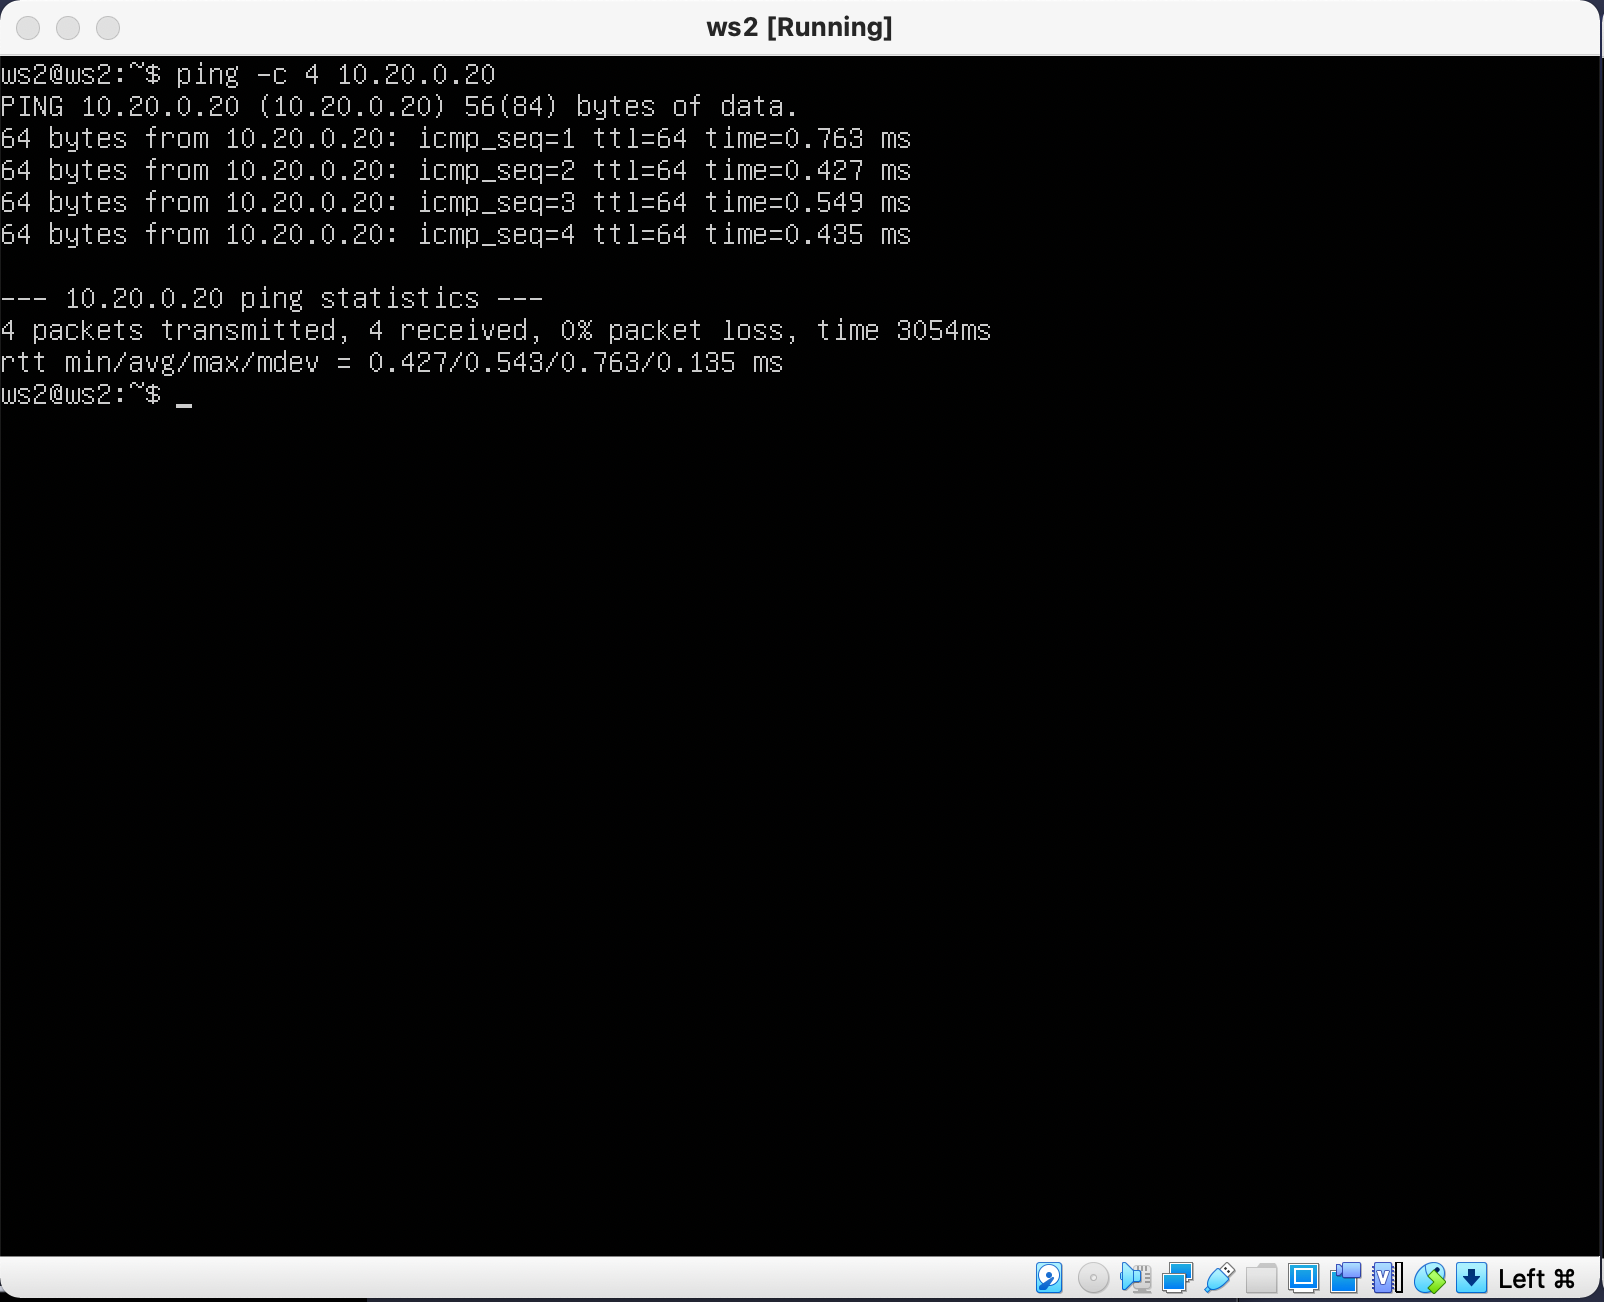 ws2 [Running]
ws2@ws2:~$ ping -c 4 10.20.0.20
PING 10.20.0.20 (10.20.0.20) 56(84) bytes of data.
64 bytes from 10.20.0.20: icmp_seq=1 ttl=64 time=0.763 ms
64 bytes from 10.20.0.20: icmp_seq=2 ttl=64 time=0.427 ms
64 bytes from 10.20.0.20: icmp_seq=3 ttl=64 time=0.549 ms
64 bytes from 10.20.0.20: icmp_seq=4 ttl=64 time=0.435 ms
--- 10.20.0.20 ping statistics ---
4 packets transmitted, 4 received, 0% packet loss, time 3054ms
rtt min/avg/max/mdev = 0.427/0.543/0.763/0.135 ms
ws2@ws2:~$ _
Left ⌘